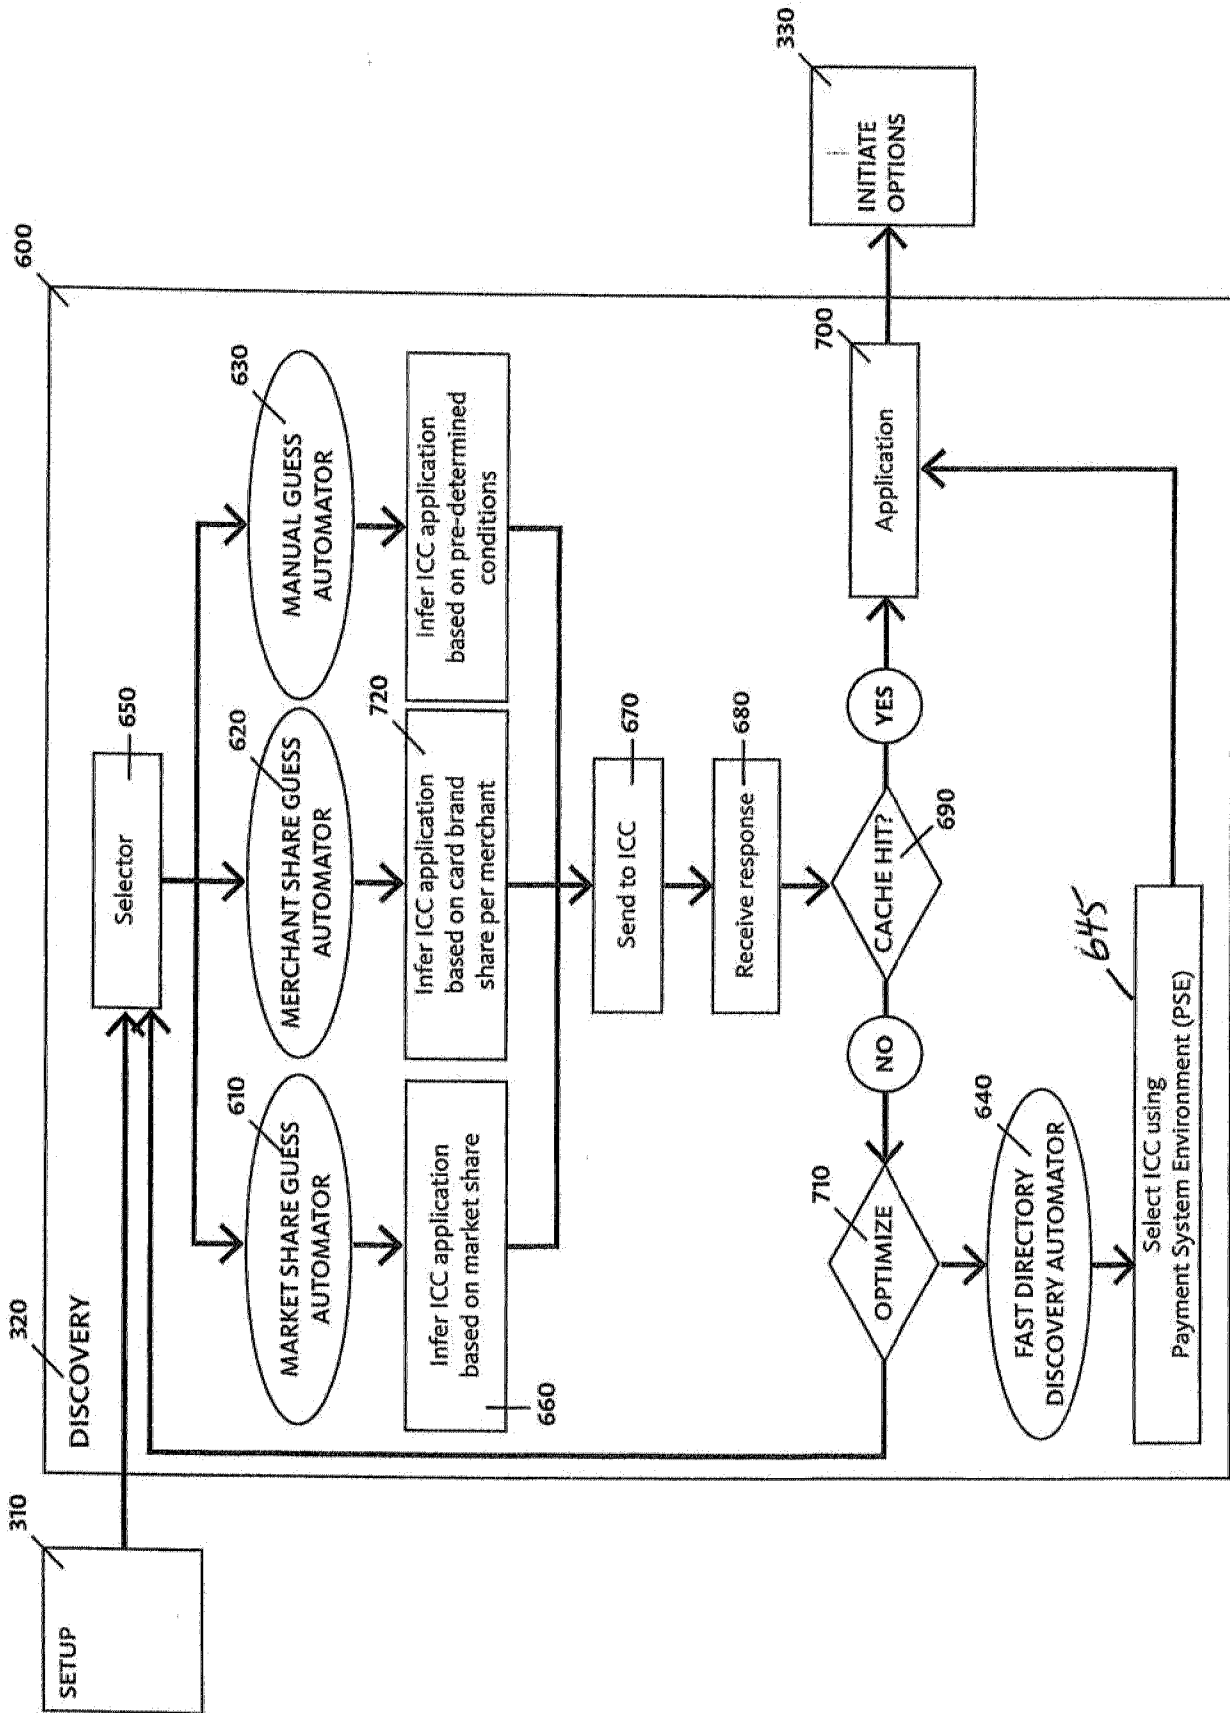 600
310
SETUP
320
DISCOVERY
Selector
650
610
MARKET SHARE GUESS
AUTOMATOR
620
MERCHANT SHARE GUESS
AUTOMATOR
630
MANUAL GUESS
AUTOMATOR
Infer ICC application
based on market share
660
Infer ICC application
based on card brand
share per merchant
720
Infer ICC application
based on pre-determined
conditions
Send to ICC
670
Receive response
680
710
OPTIMIZE
NO
CACHE HIT?
690
YES
Application
700
INITIATE
OPTIONS
330
FAST DIRECTORY
DISCOVERY AUTOMATOR
640
Select ICC using
Payment System Environment (PSE)
645